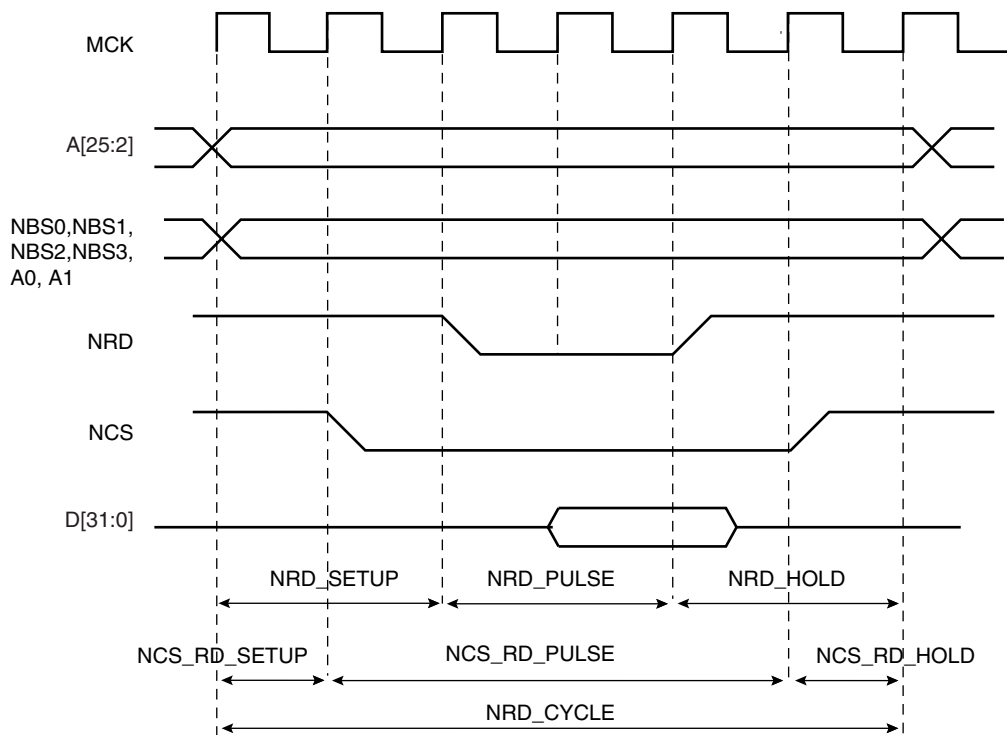 MCK
A[25:2]
NBS0,NBS1,
NBS2,NBS3,
A0, A1
NRD
NCS
D[31:0]
NRD_SETUP
NRD_PULSE
NRD_HOLD
NCS_RD_SETUP
NCS_RD_PULSE
NCS_RD_HOLD
NRD_CYCLE